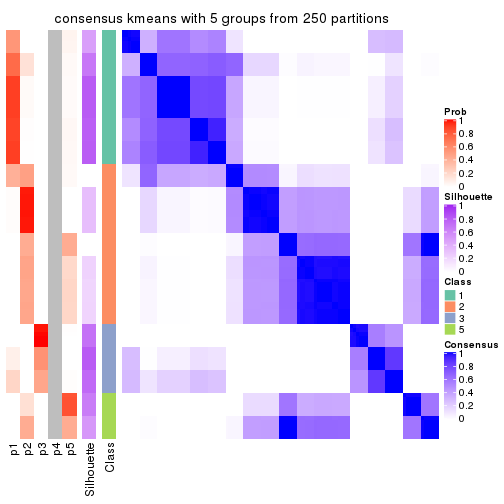 consensus kmeans with 5 groups from 250 partitions
Prob
1
0.8
0.6
0.4
0.2
0
Silhouette
1
0.8
0.6
0.4
0.2
0
Class
1
2
3
5
Consensus
1
0.8
0.6
0.4
0.2
0
p1
p2
p3
p4
p5
Silhouette
Class